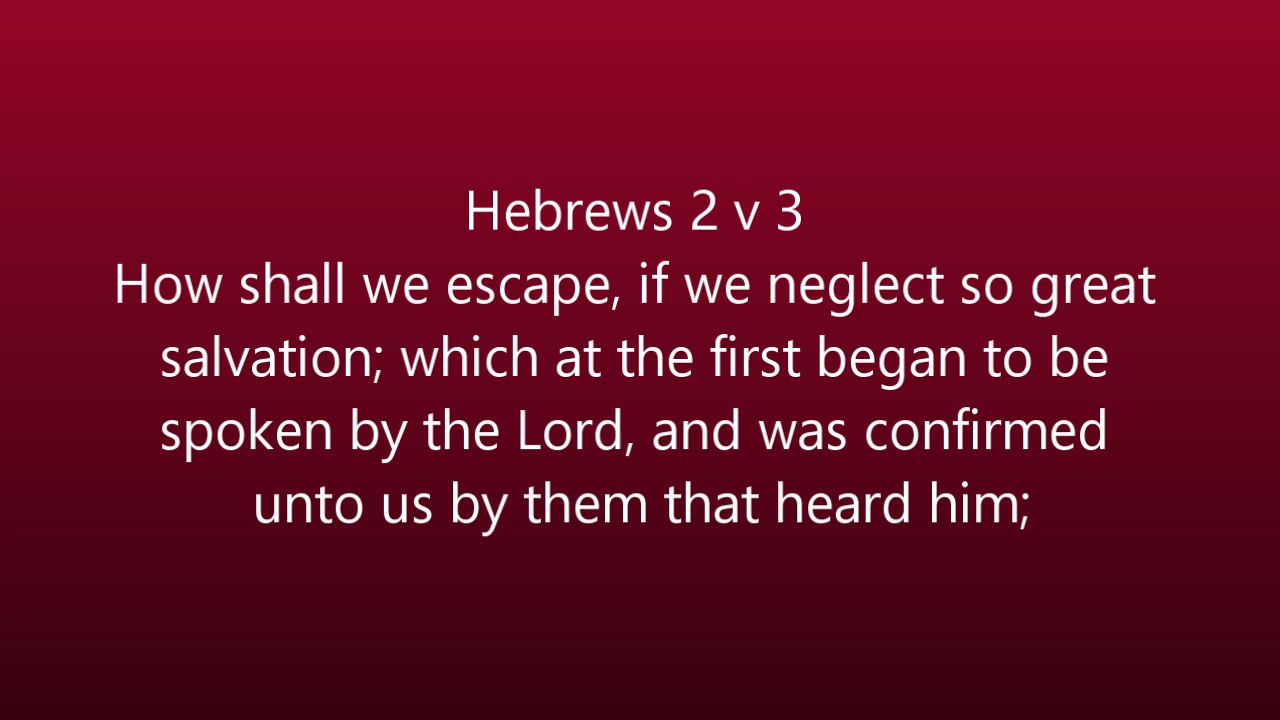 Hebrews 2 v 3
How shall we escape, if we neglect so great
salvation; which at the first began to be
spoken by the Lord, and was confirmed
unto us by them that heard him;